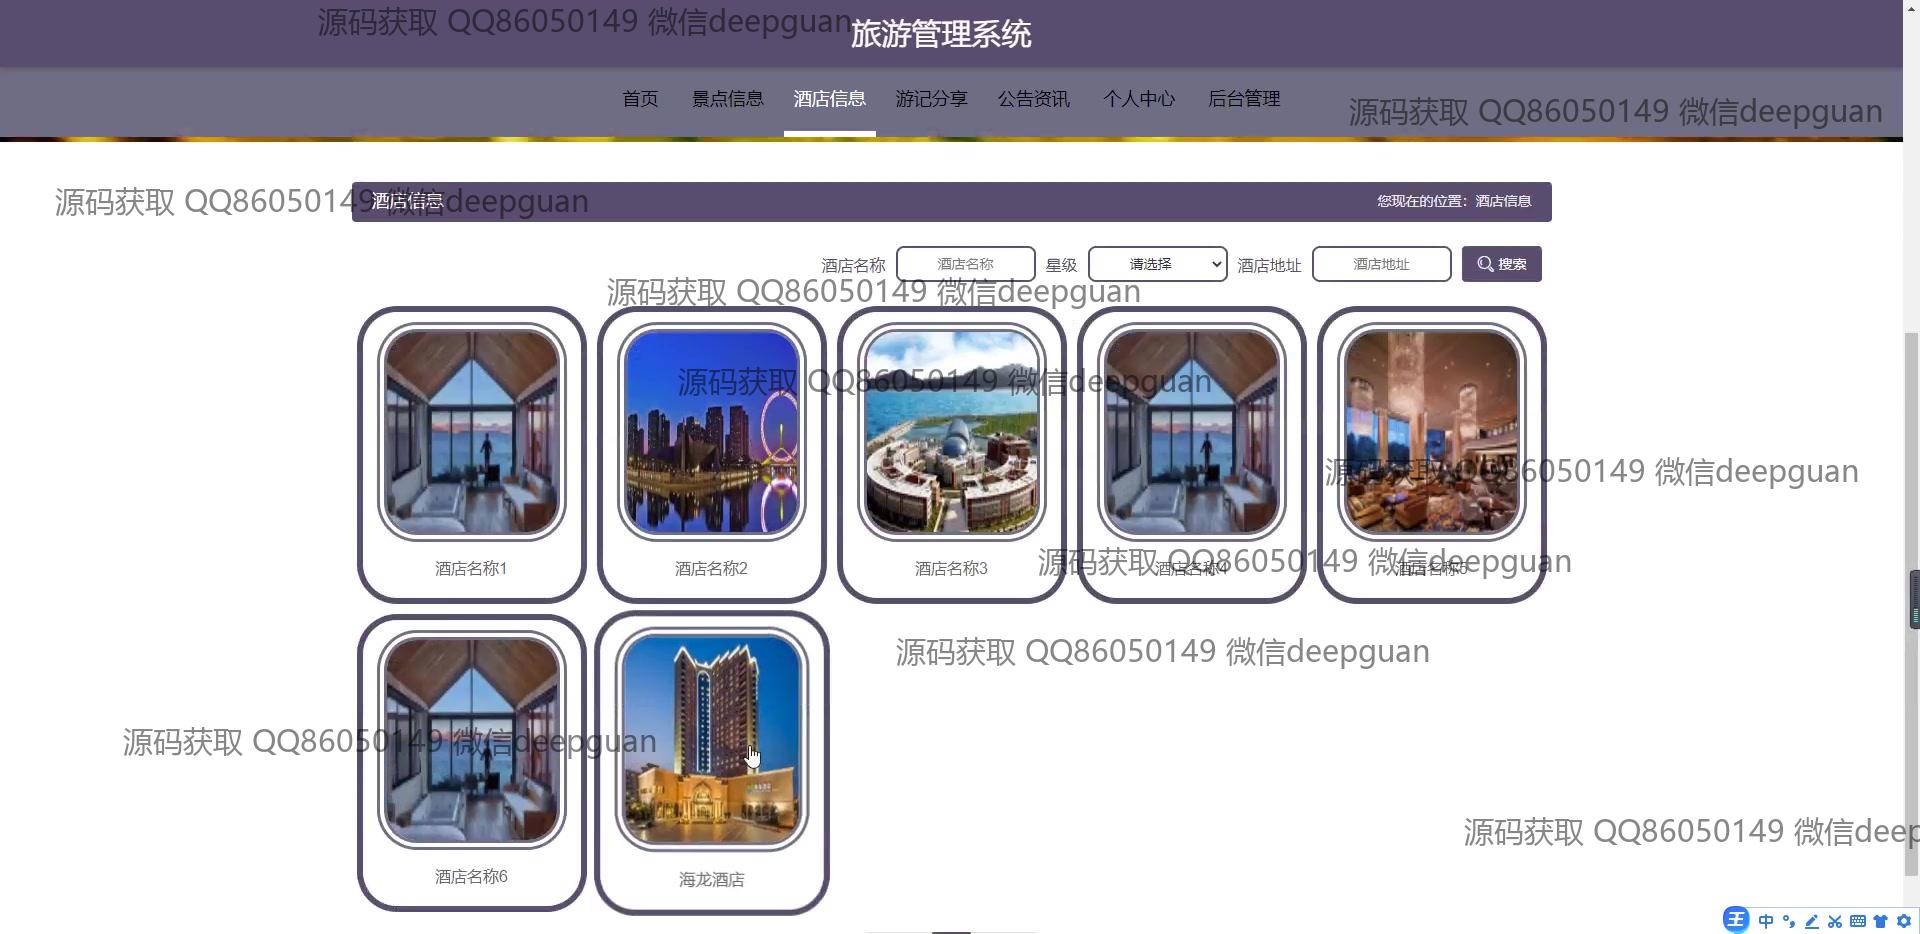 源码获取 QQ86050149 微信deepguan
旅游管理系统
首页 景点信息 酒店信息 游记分享 公告资讯 个人中心 后台管理
源码获取 QQ86050149 微信deepguan
源码获取 QQ86050149 微信deepguan
酒店信息
您现在的位置：酒店信息
酒店名称 酒店名称 星级 请选择 酒店地址 酒店地址 搜索
源码获取 QQ86050149 微信deepguan
源码获取 QQ86050149 微信deepguan
源码获取 QQ86050149 微信deepguan
源码获取 QQ86050149 微信deepguan
酒店名称1 酒店名称2 酒店名称3 酒店名称4 酒店名称5
源码获取 QQ86050149 微信deepguan
源码获取 QQ86050149 微信deepguan
源码获取 QQ86050149 微信deep
酒店名称6 海龙酒店
王 中